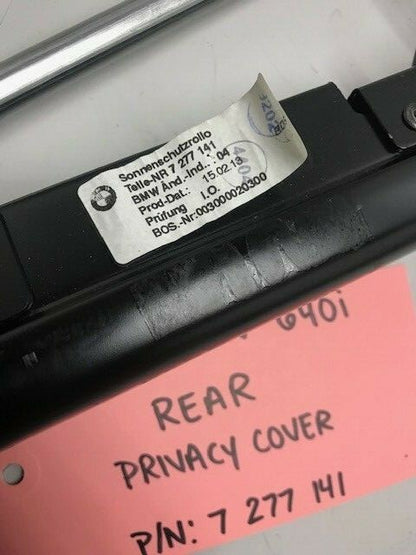 Sonnenschutzrollo
Teile-NR 7 277 141
BMW Änd.-Ind.: 04
Prod-Dat.: 15.02.13
Prüfung I.O.
BOS.-Nr:003000020300
640i
REAR
PRIVACY COVER
P/N: 7 277 141